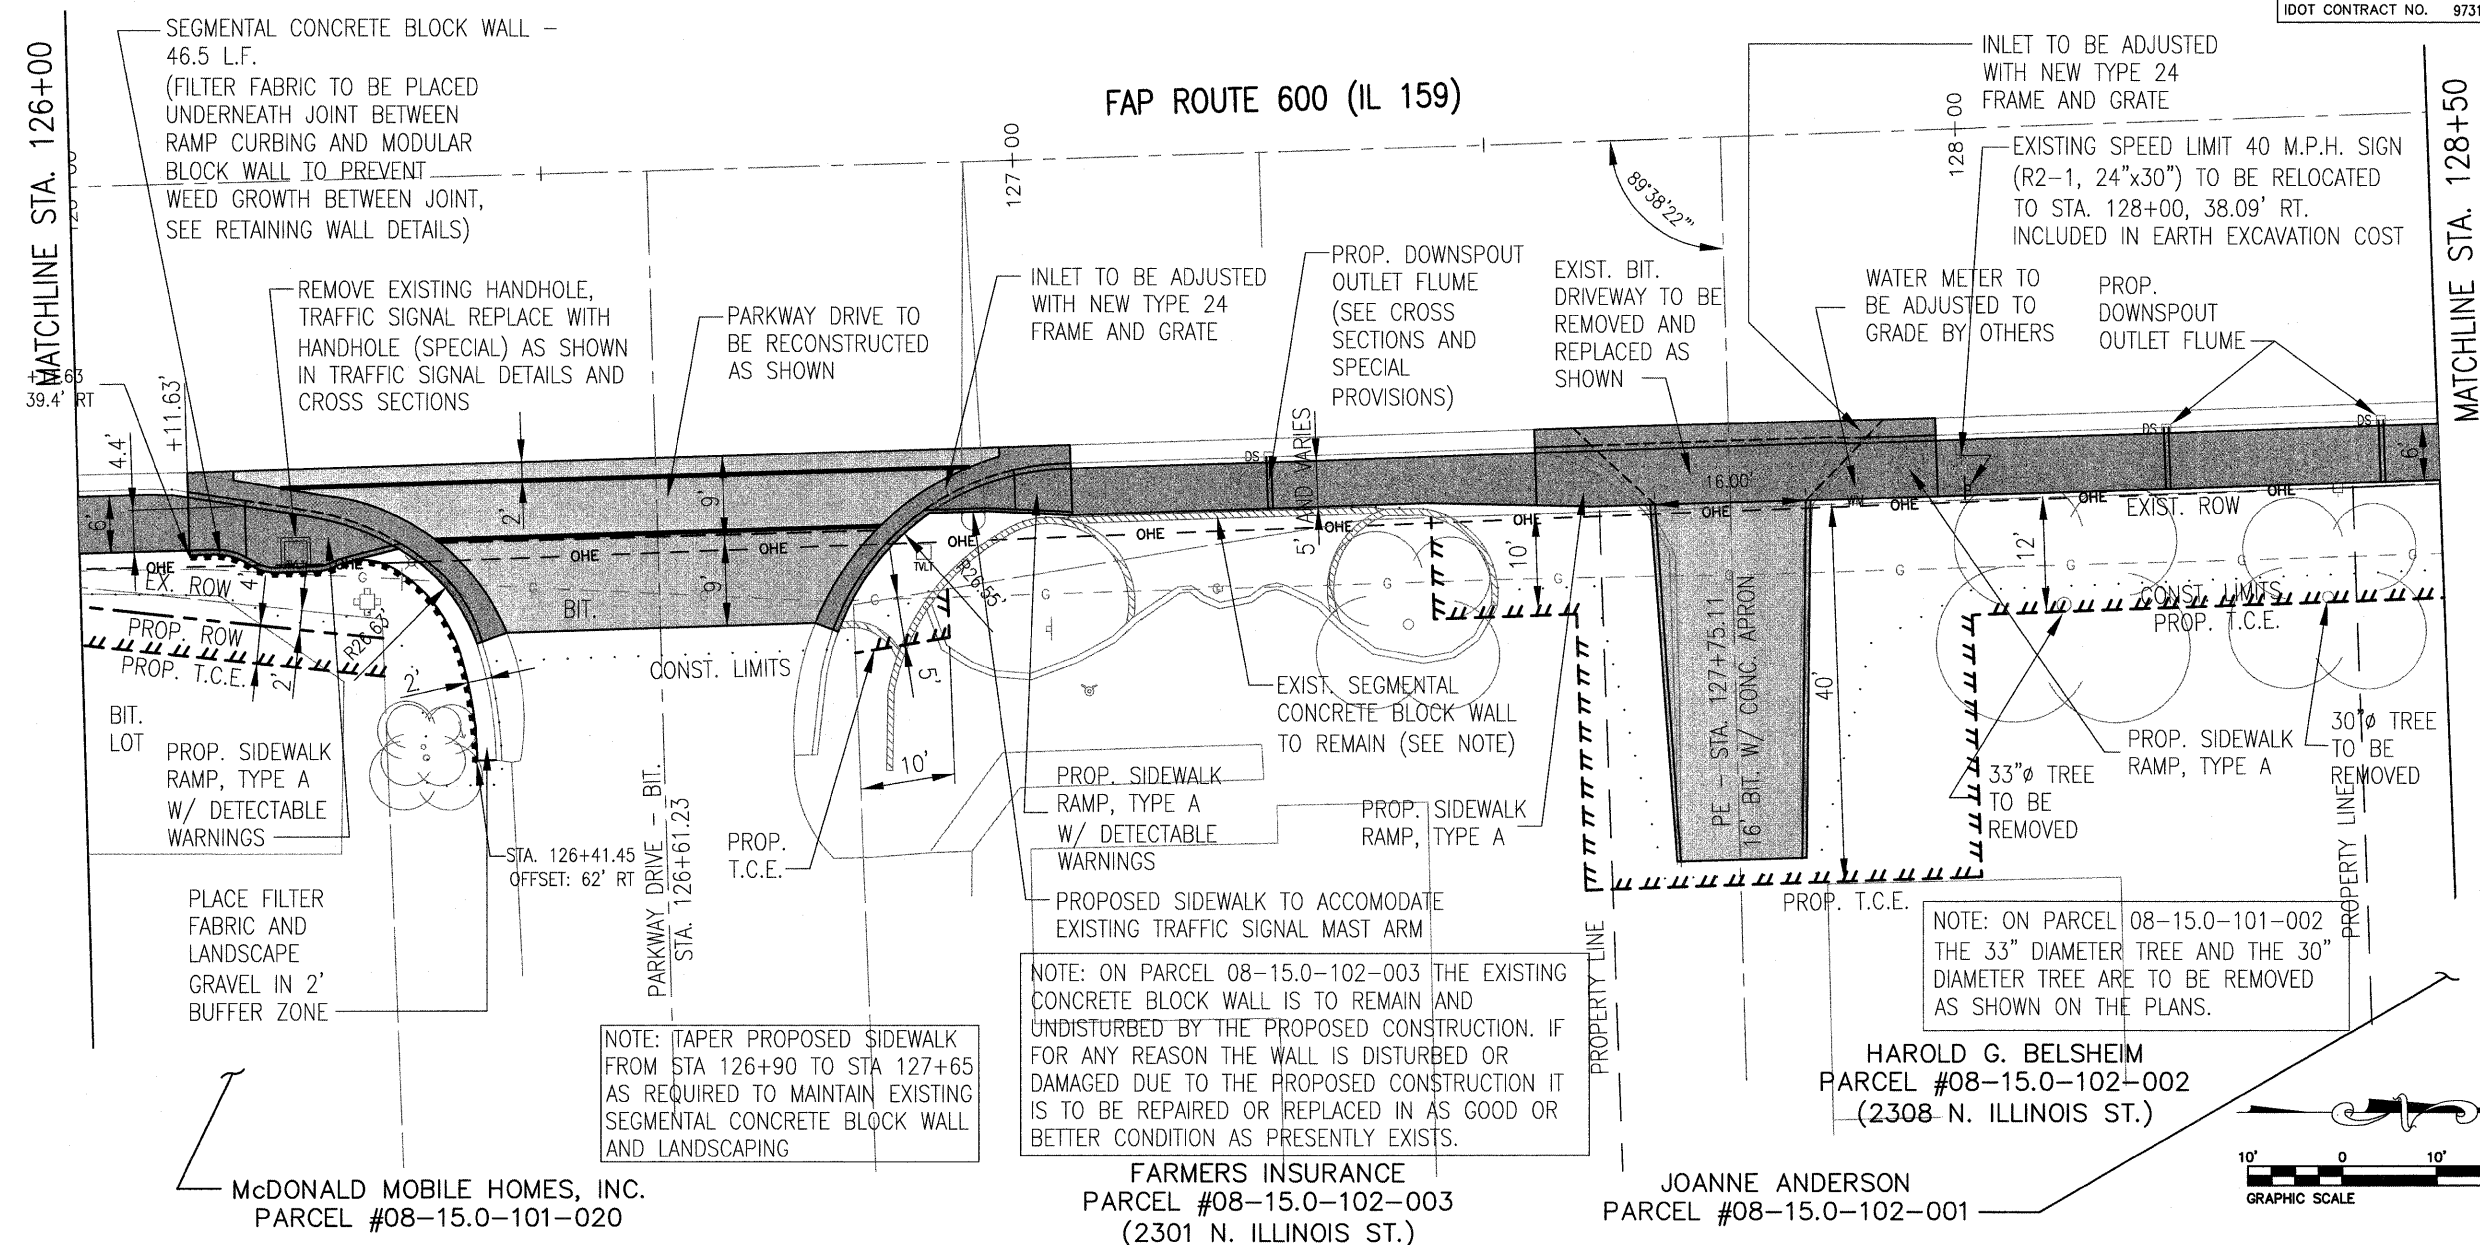 IDOT CONTRACT NO. 9731
MATCHLINE STA. 126+00
SEGMENTAL CONCRETE BLOCK WALL –
46.5 L.F.
(FILTER FABRIC TO BE PLACED
UNDERNEATH JOINT BETWEEN
RAMP CURBING AND MODULAR
BLOCK WALL TO PREVENT
WEED GROWTH BETWEEN JOINT,
SEE RETAINING WALL DETAILS)
FAP ROUTE 600 (IL 159)
127+00
128+00
INLET TO BE ADJUSTED
WITH NEW TYPE 24
FRAME AND GRATE
EXISTING SPEED LIMIT 40 M.P.H. SIGN
(R2-1, 24"x30") TO BE RELOCATED
TO STA. 128+00, 38.09' RT.
INCLUDED IN EARTH EXCAVATION COST
MATCHLINE STA. 128+50
89°38'22"
REMOVE EXISTING HANDHOLE,
TRAFFIC SIGNAL REPLACE WITH
HANDHOLE (SPECIAL) AS SHOWN
IN TRAFFIC SIGNAL DETAILS AND
CROSS SECTIONS
PARKWAY DRIVE TO
BE RECONSTRUCTED
AS SHOWN
INLET TO BE ADJUSTED
WITH NEW TYPE 24
FRAME AND GRATE
PROP. DOWNSPOUT
OUTLET FLUME
(SEE CROSS
SECTIONS AND
SPECIAL
PROVISIONS)
EXIST. BIT.
DRIVEWAY TO BE
REMOVED AND
REPLACED AS
SHOWN
WATER METER TO
BE ADJUSTED TO
GRADE BY OTHERS
PROP.
DOWNSPOUT
OUTLET FLUME
39.4' RT
+11.63'
4.4'
6'
2'
9'
9'
4'
2'
2'
DS
DS
DS
5' AND VARIES
16.00'
WM
6'
OHE
OHE
OHE
OHE
OHE
OHE
OHE
OHE
OHE
OHE
OHE
OHE
EX. ROW
PROP. ROW
PROP. T.C.E.
R26.63'
BIT.
TVLT
R26.55'
G
G
G
G
G
G
G
G
G
10'
12'
EXIST. ROW
CONST. LIMITS
PROP. T.C.E.
CONST. LIMITS
5'
10'
40'
PE – STA. 127+75.11
16' BIT. W/ CONC. APRON
EXIST. SEGMENTAL
CONCRETE BLOCK WALL
TO REMAIN (SEE NOTE)
BIT.
LOT
PROP. SIDEWALK
RAMP, TYPE A
W/ DETECTABLE
WARNINGS
STA. 126+41.45
OFFSET: 62' RT
PARKWAY DRIVE – BIT.
STA. 126+61.23
PROP.
T.C.E.
PROP. SIDEWALK
RAMP, TYPE A
W/ DETECTABLE
WARNINGS
PROP. SIDEWALK
RAMP, TYPE A
33"ø TREE
TO BE
REMOVED
PROP. SIDEWALK
RAMP, TYPE A
30"ø TREE
TO BE
REMOVED
PROPERTY LINE
PROP. T.C.E.
PLACE FILTER
FABRIC AND
LANDSCAPE
GRAVEL IN 2'
BUFFER ZONE
PROPOSED SIDEWALK TO ACCOMODATE
EXISTING TRAFFIC SIGNAL MAST ARM
PROPERTY LINE
NOTE: ON PARCEL 08-15.0-101-002
THE 33" DIAMETER TREE AND THE 30"
DIAMETER TREE ARE TO BE REMOVED
AS SHOWN ON THE PLANS.
NOTE: ON PARCEL 08-15.0-102-003 THE EXISTING
CONCRETE BLOCK WALL IS TO REMAIN AND
UNDISTURBED BY THE PROPOSED CONSTRUCTION. IF
FOR ANY REASON THE WALL IS DISTURBED OR
DAMAGED DUE TO THE PROPOSED CONSTRUCTION IT
IS TO BE REPAIRED OR REPLACED IN AS GOOD OR
BETTER CONDITION AS PRESENTLY EXISTS.
NOTE: TAPER PROPOSED SIDEWALK
FROM STA 126+90 TO STA 127+65
AS REQUIRED TO MAINTAIN EXISTING
SEGMENTAL CONCRETE BLOCK WALL
AND LANDSCAPING
HAROLD G. BELSHEIM
PARCEL #08-15.0-102-002
(2308 N. ILLINOIS ST.)
McDONALD MOBILE HOMES, INC.
PARCEL #08-15.0-101-020
FARMERS INSURANCE
PARCEL #08-15.0-102-003
(2301 N. ILLINOIS ST.)
JOANNE ANDERSON
PARCEL #08-15.0-102-001
10' 0 10'
GRAPHIC SCALE